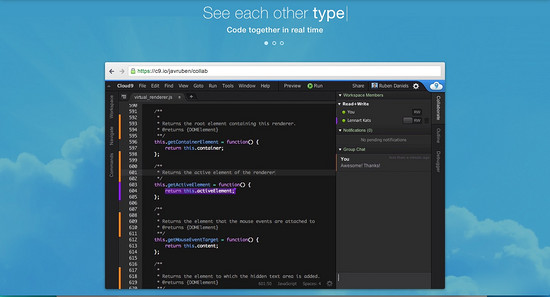 See each other type
Code together in real time
https://c9.io/javruben/collab
Cloud9 File Edit Find View Goto Run Tools Window Help Preview Run Share Ruben Daniels
virtual_renderer.js
Workspace
Navigate
Commands
590
591 /**
592 *
593 * Returns the root element containing this renderer.
594 * @returns {DOMElement}
595 **/
596 this.getContainerElement = function() {
597 return this.container;
598 };
599
600 /**
601 * Returns the active element of the renderer
602 **/
603 this.getActiveElement = function() {
604 return this.activeElement;
605 };
606
607 /**
608 *
609 * Returns the element that the mouse events are attached to
610 * @returns {DOMElement}
611 **/
612 this.getMouseEventTarget = function() {
613 return this.content;
614 };
615
616 /**
617 *
618 * Returns the element to which the hidden text area is added.
619 * @returns {DOMElement}
620 **/
JavaScript Spaces: 4
Workspace Members
Read+Write
You RW
Lennart Kats RW
Notifications (0)
No pending notifications
Group Chat
You
Awesome! Thanks!
Collaborate
Outline
Debugger